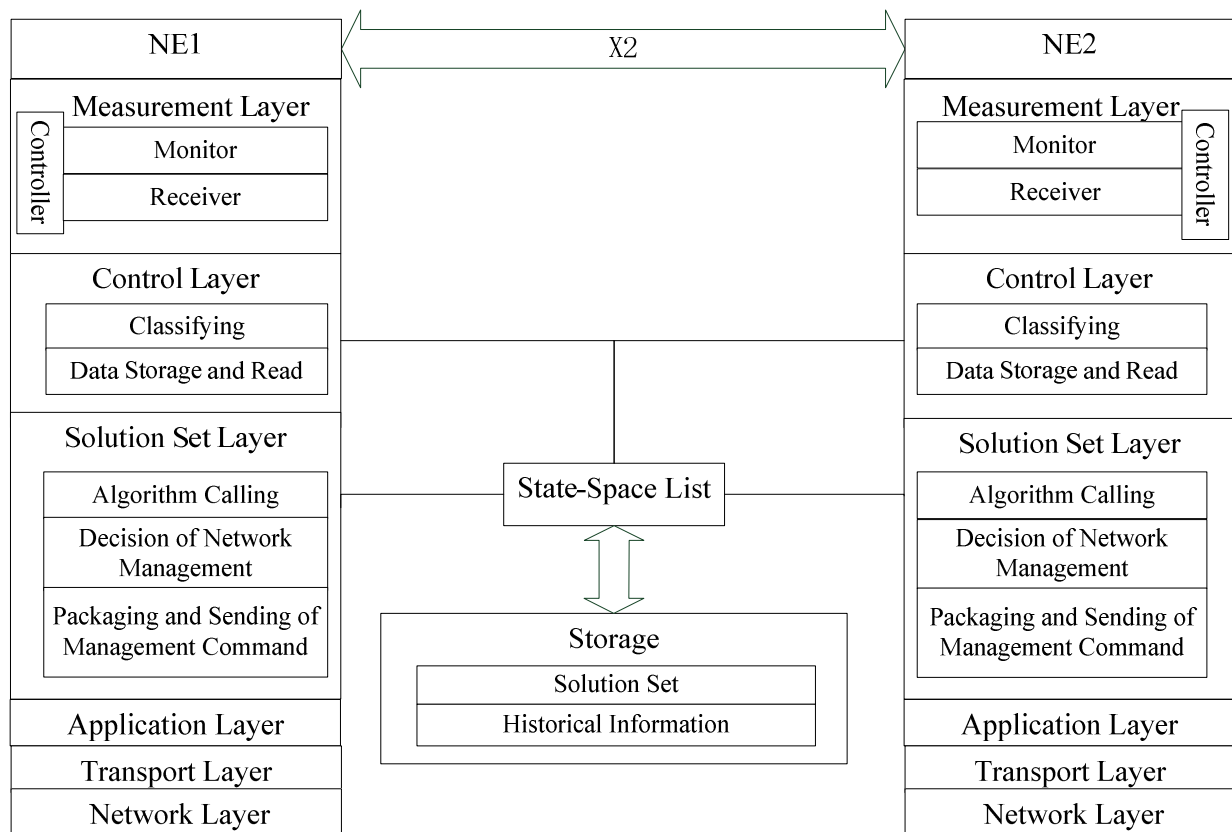 NE1
X2
NE2
Measurement Layer
Controller
Monitor
Receiver
Control Layer
Classifying
Data Storage and Read
Solution Set Layer
Algorithm Calling
Decision of Network
Management
Packaging and Sending of
Management Command
Application Layer
Transport Layer
Network Layer
State-Space List
Storage
Solution Set
Historical Information
Measurement Layer
Controller
Monitor
Receiver
Control Layer
Classifying
Data Storage and Read
Solution Set Layer
Algorithm Calling
Decision of Network
Management
Packaging and Sending of
Management Command
Application Layer
Transport Layer
Network Layer